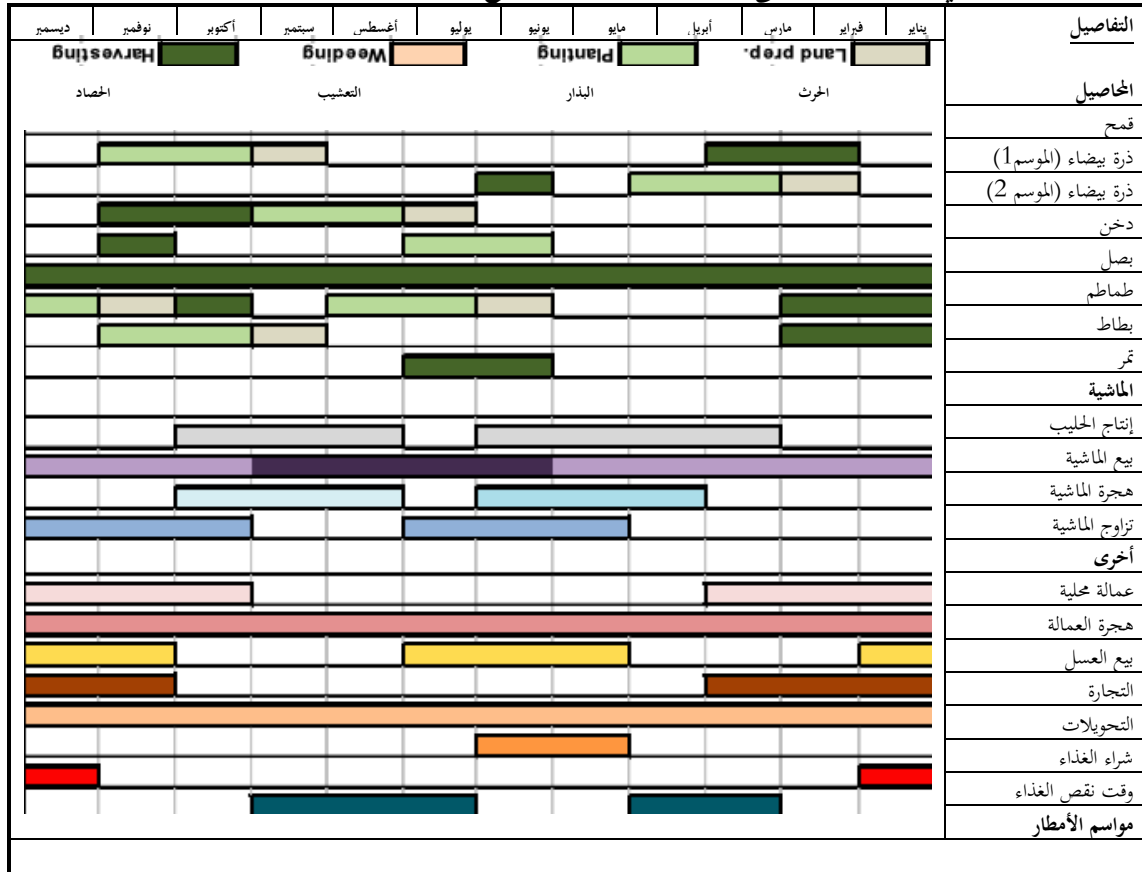 التفاصيل
يناير فبراير مارس أبريل مايو يونيو يوليو أغسطس سبتمبر أكتوبر نوفمبر ديسمبر
Land prep. Planting Weeding Harvesting
المحاصيل
الحرث البذار التعشيب الحصاد
قمح
ذرة بيضاء (الموسم1)
ذرة بيضاء (الموسم 2)
دخن
بصل
طماطم
بطاط
تمر
الماشية
إنتاج الحليب
بيع الماشية
هجرة الماشية
تزاوج الماشية
أخرى
عمالة محلية
هجرة العمالة
بيع العسل
التجارة
التحويلات
شراء الغذاء
وقت نقص الغذاء
مواسم الأمطار